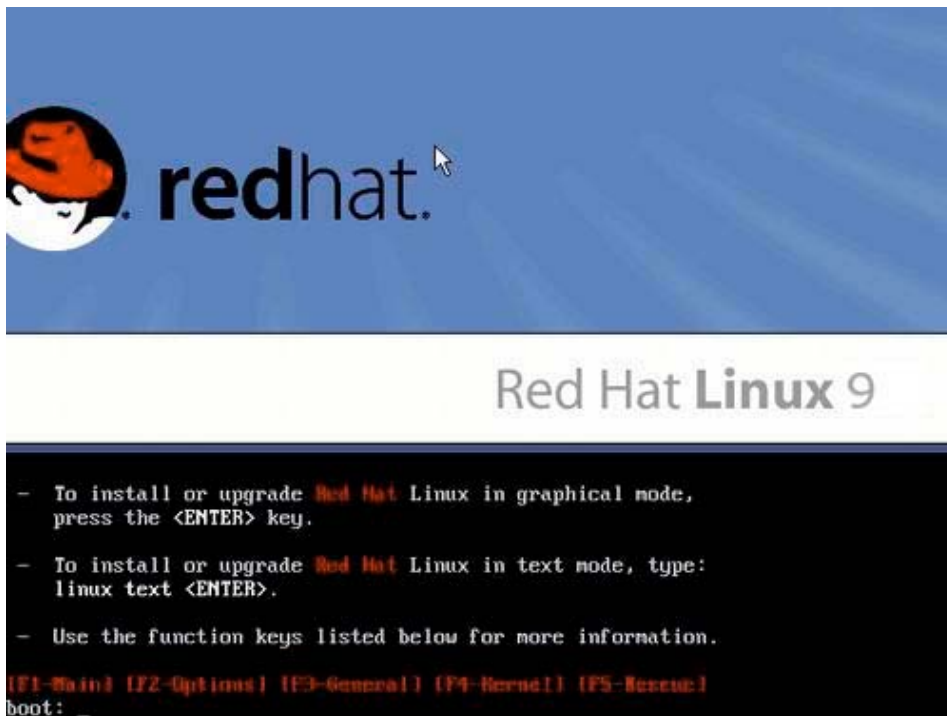 redhat.
Red Hat Linux 9
- To install or upgrade Red Hat Linux in graphical mode,
press the <ENTER> key.
- To install or upgrade Red Hat Linux in text mode, type:
linux text <ENTER>.
- Use the function keys listed below for more information.
[F1-Main] [F2-Options] [F3-General] [F4-Kernel] [F5-Rescue]
boot: _